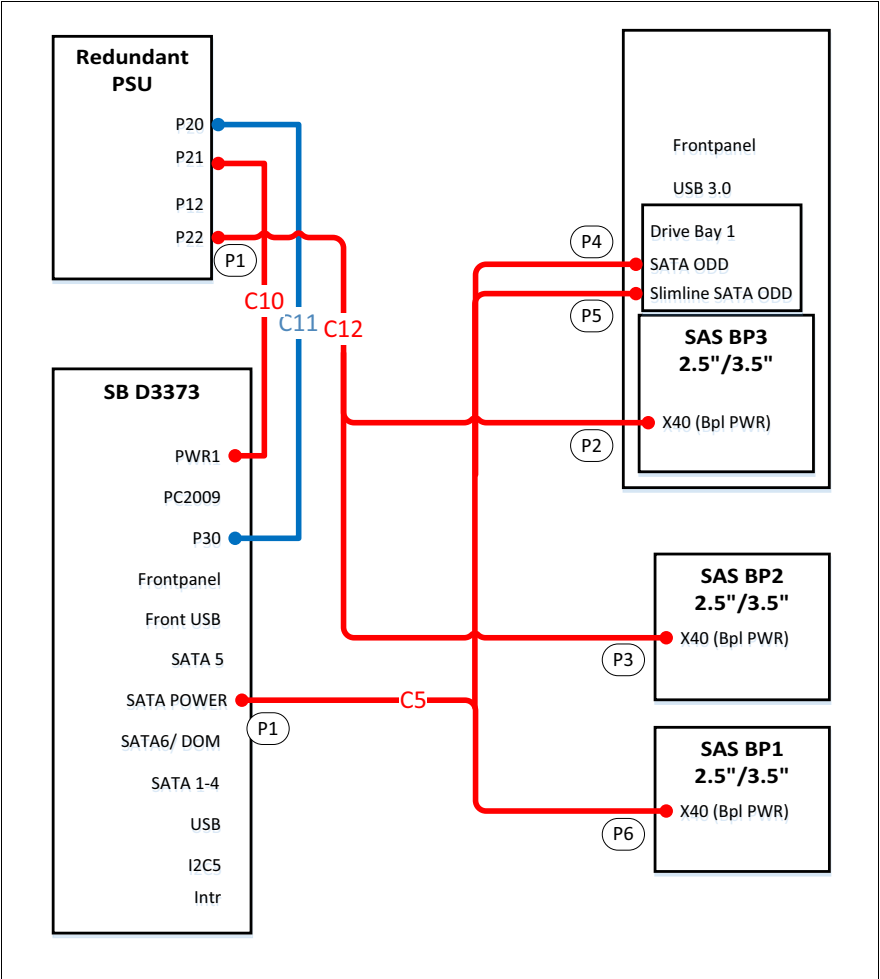 Redundant
PSU
P20
P21
P12
P22
P1
C10
C11
C12
SB D3373
PWR1
PC2009
P30
Frontpanel
Front USB
SATA 5
SATA POWER
P1
SATA6/ DOM
SATA 1-4
USB
I2C5
Intr
C5
Frontpanel
USB 3.0
Drive Bay 1
P4
SATA ODD
Slimline SATA ODD
P5
SAS BP3
2.5"/3.5"
X40 (Bpl PWR)
P2
SAS BP2
2.5"/3.5"
X40 (Bpl PWR)
P3
SAS BP1
2.5"/3.5"
X40 (Bpl PWR)
P6